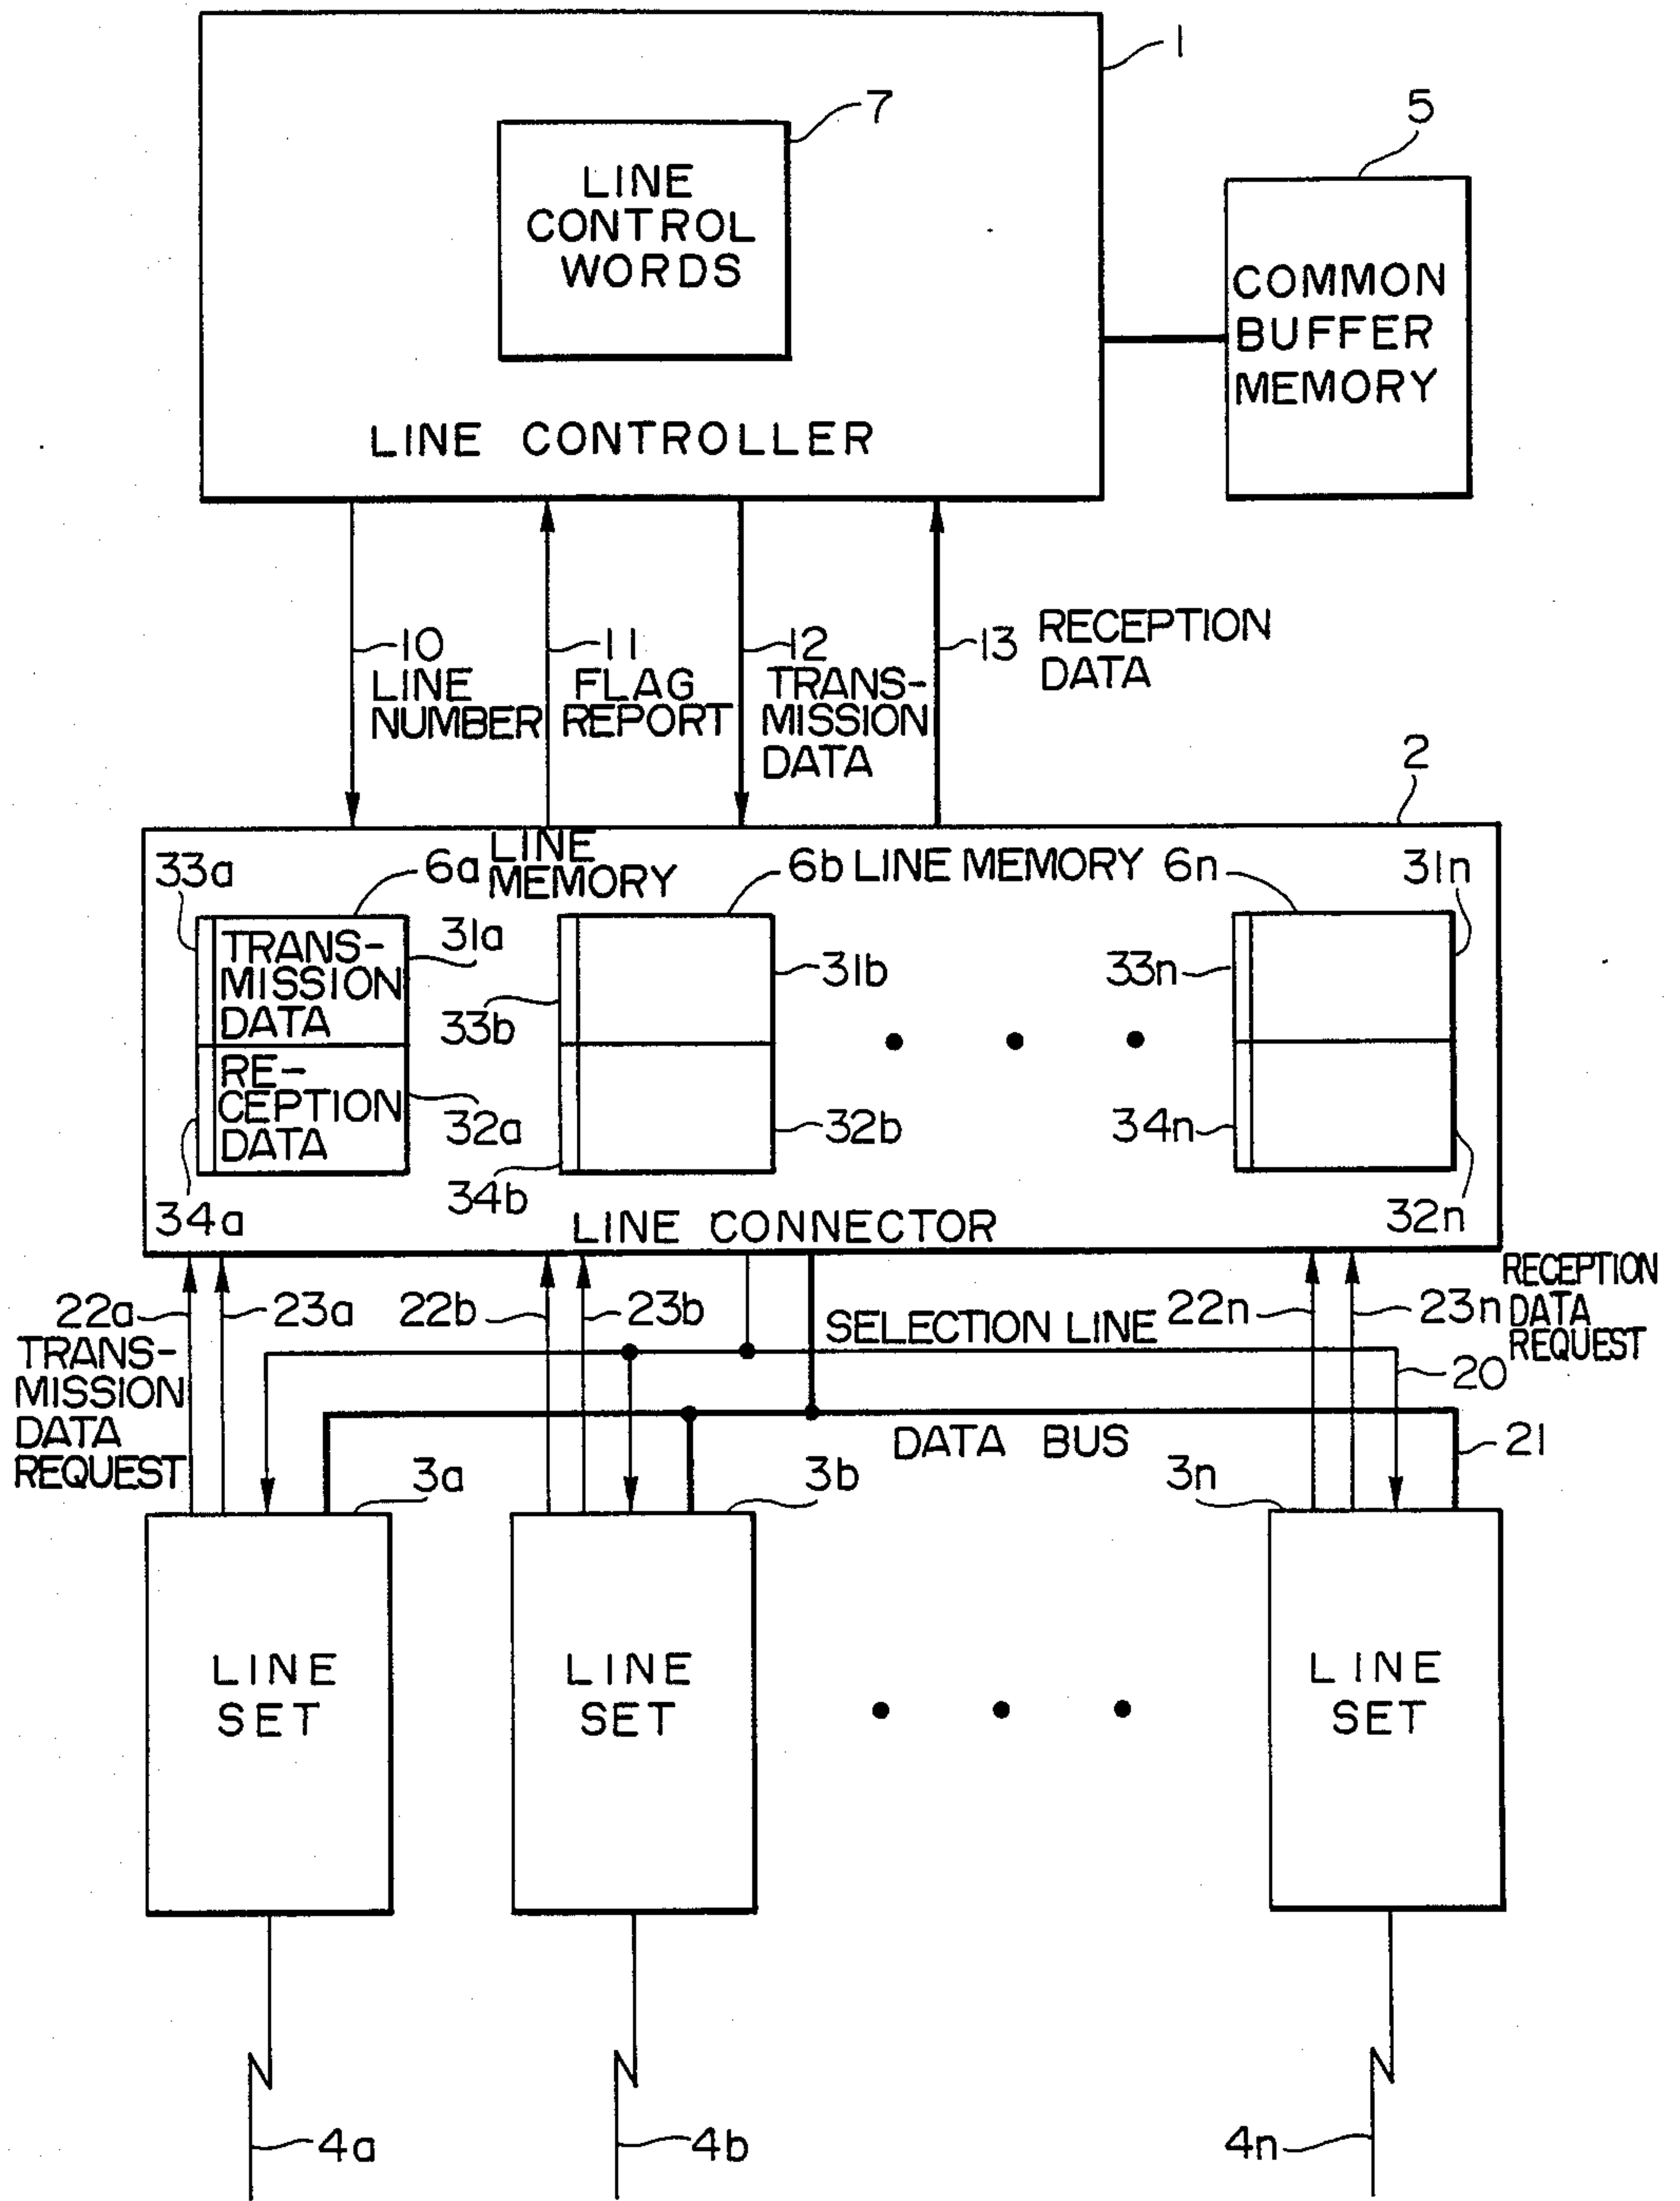 1
7
5
LINE
CONTROL
WORDS
COMMON
BUFFER
MEMORY
LINE CONTROLLER
10
LINE
NUMBER
11
FLAG
REPORT
12
TRANS-
MISSION
DATA
13
RECEPTION
DATA
2
33a
6a
LINE
MEMORY
6b
LINE MEMORY
6n
31n
TRANS-
MISSION
DATA
31a
33b
31b
33n
RE-
CEPTION
DATA
32a
34b
32b
34n
34a
32n
LINE CONNECTOR
22a
TRANS-
MISSION
DATA
REQUEST
23a
22b
23b
SELECTION LINE
22n
23n
RECEPTION
DATA
REQUEST
20
DATA BUS
21
3a
3b
3n
LINE
SET
LINE
SET
LINE
SET
4a
4b
4n